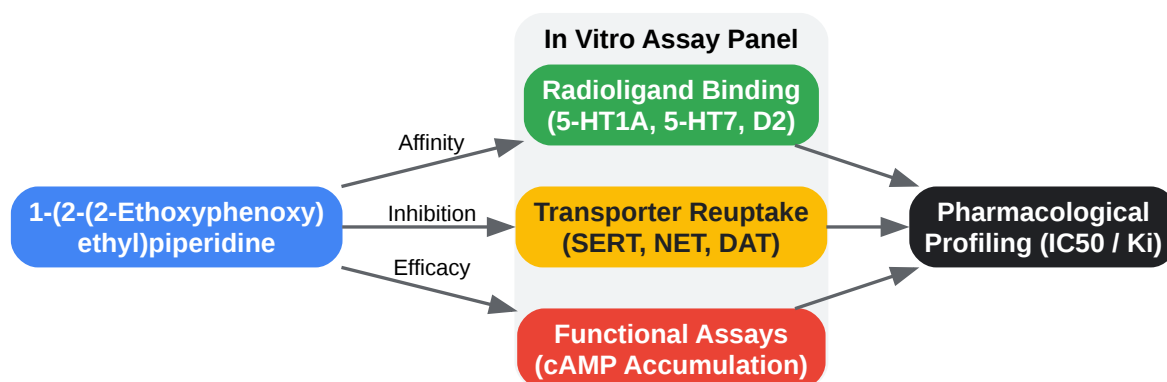 In Vitro Assay Panel
Radioligand Binding
(5-HT1A, 5-HT7, D2)
Affinity
1-(2-(2-Ethoxyphenoxy)
ethyl)piperidine
Inhibition
Transporter Reuptake
(SERT, NET, DAT)
Pharmacological
Profiling (IC50 / Ki)
Efficacy
Functional Assays
(cAMP Accumulation)